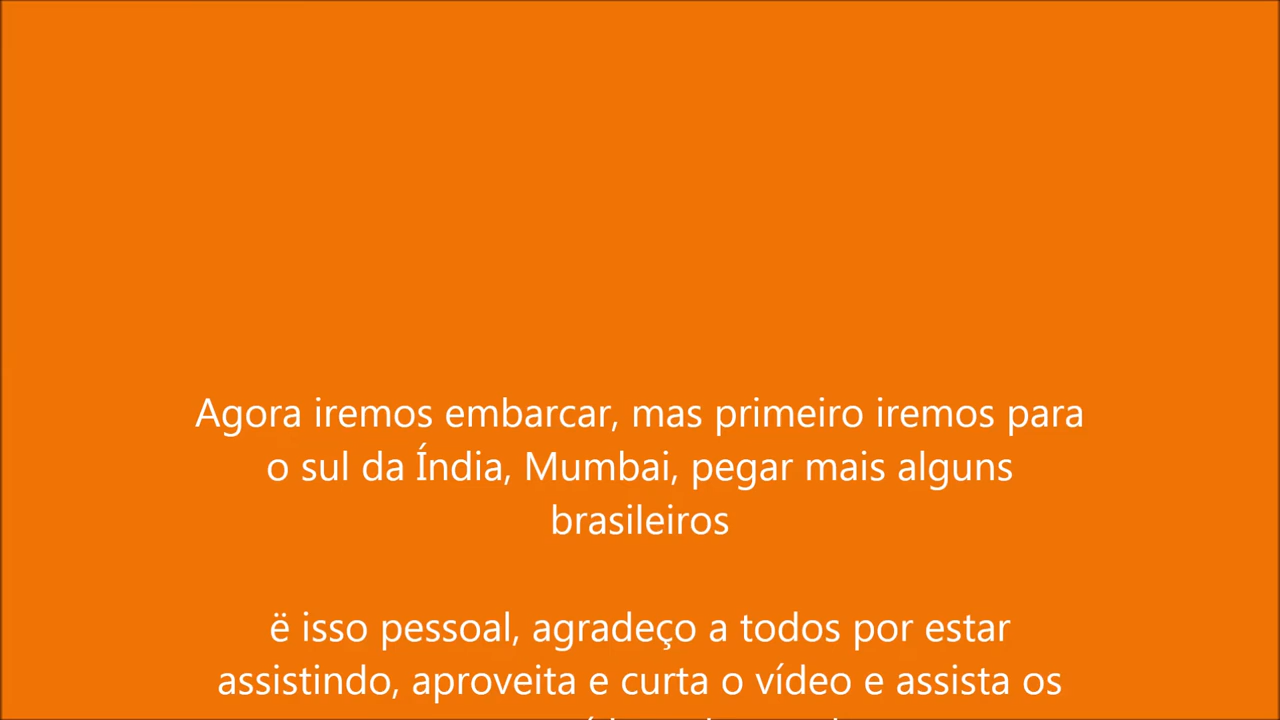 Agora iremos embarcar, mas primeiro iremos para
o sul da Índia, Mumbai, pegar mais alguns
brasileiros
ë isso pessoal, agradeço a todos por estar
assistindo, aproveita e curta o vídeo e assista os